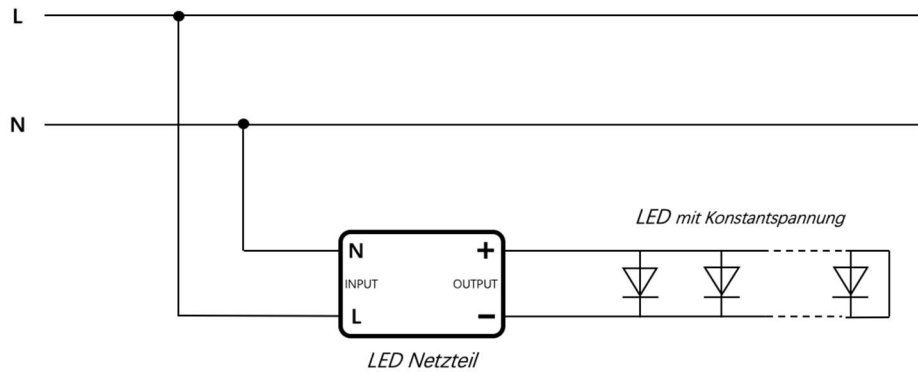 L
N
LED mit Konstantspannung
N +
INPUT OUTPUT
L −
LED Netzteil